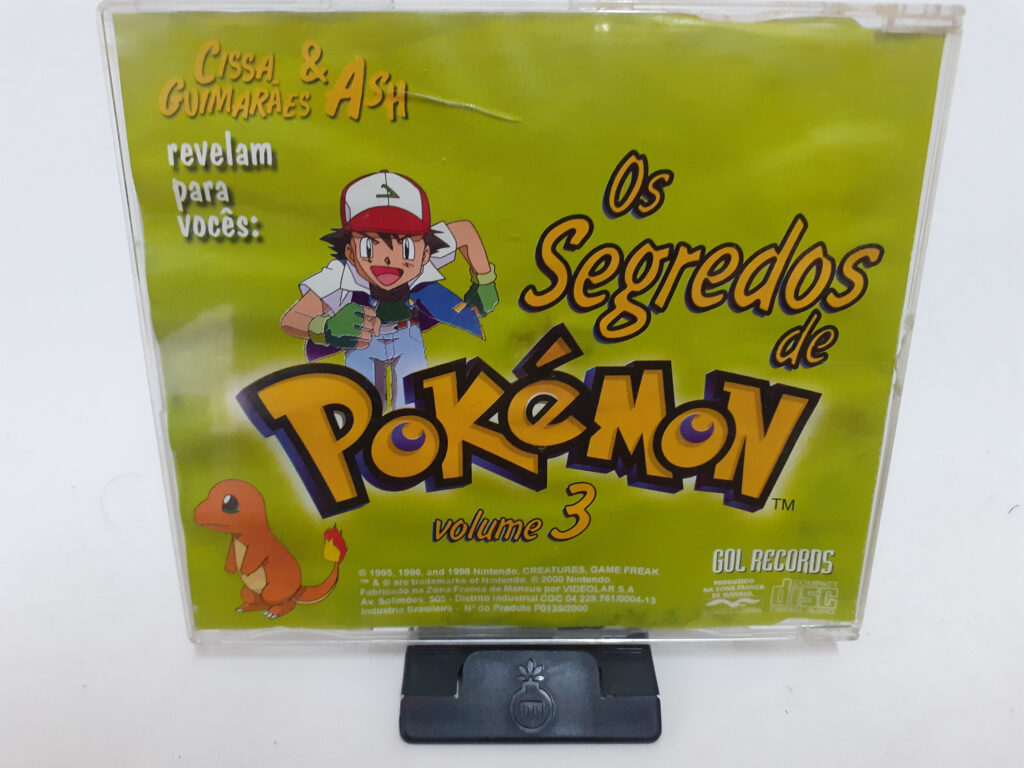 CISSA & ASH
GUIMARÃES
revelam
para
vocês:
Os
Segredos
de
POKéMON
TM
volume 3
© 1995, 1996, and 1998 Nintendo, CREATURES, GAME FREAK.
™ & ® are trademarks of Nintendo. © 2000 Nintendo.
Fabricado na Zona Franca de Manaus por VIDEOLAR S.A
Av. Solimões, 505 - Distrito Industrial CGC 04.229.761/0004-13
Indústria Brasileira - Nº do Produto P0139/2000
GOL RECORDS
PRODUZIDO
NA ZONA FRANCA
DE MANAUS
COMPACT
disc
DIGITAL AUDIO